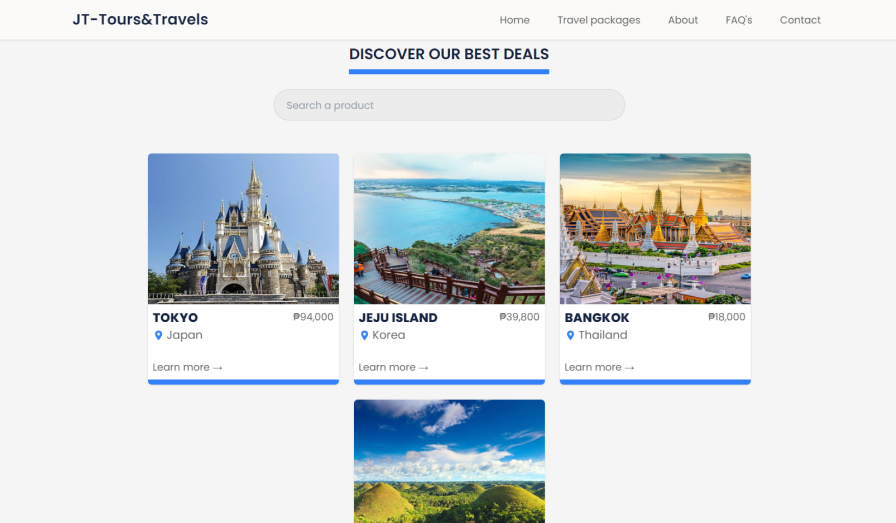 JT-Tours&Travels
Home
Travel packages
About
FAQ's
Contact
DISCOVER OUR BEST DEALS
Search a product
TOKYO
₱94,000
Japan
Learn more →
JEJU ISLAND
₱39,800
Korea
Learn more →
BANGKOK
₱18,000
Thailand
Learn more →